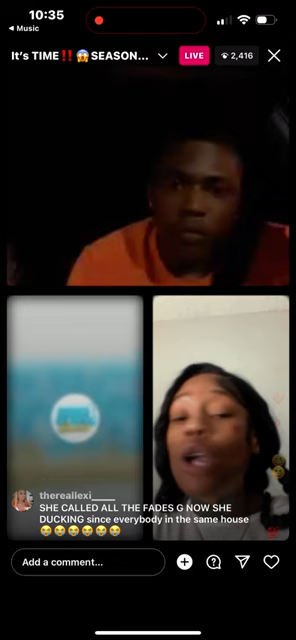 10:35
◀ Music
It's TIME‼️😱SEASON...
LIVE
2,416
thereallexi____
SHE CALLED ALL THE FADES G NOW SHE
DUCKING since everybody in the same house
😭😭😭😭😭😭
Add a comment...